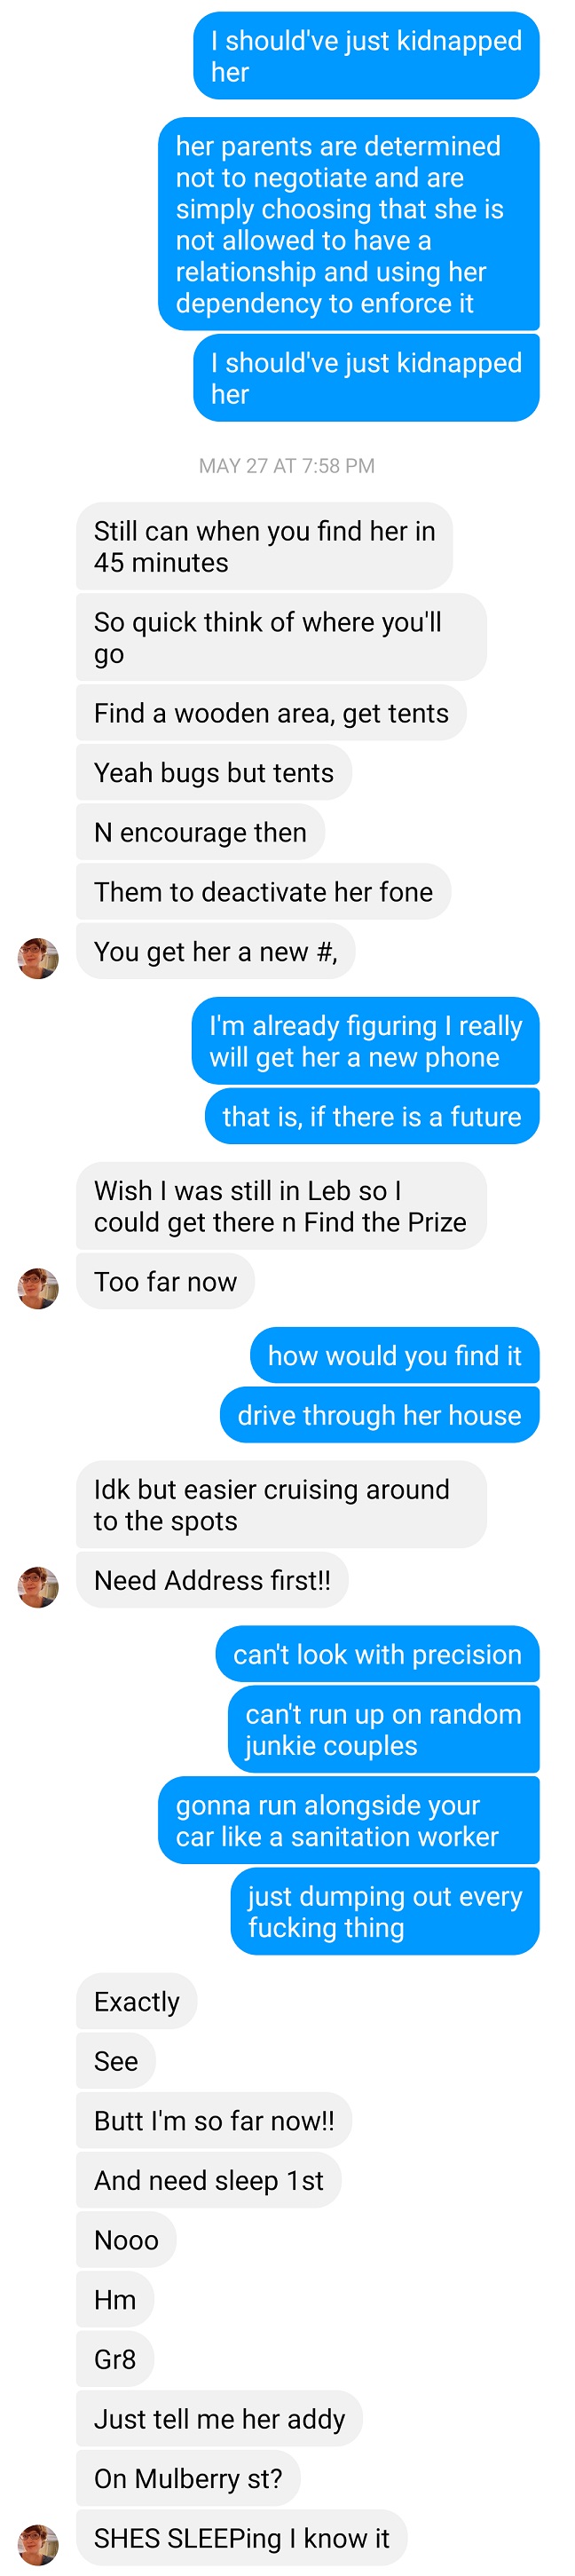 I should've just kidnapped
her
her parents are determined
not to negotiate and are
simply choosing that she is
not allowed to have a
relationship and using her
dependency to enforce it
I should've just kidnapped
her
MAY 27 AT 7:58 PM
Still can when you find her in
45 minutes
So quick think of where you'll
go
Find a wooden area, get tents
Yeah bugs but tents
N encourage then
Them to deactivate her fone
You get her a new #,
I'm already figuring I really
will get her a new phone
that is, if there is a future
Wish I was still in Leb so I
could get there n Find the Prize
Too far now
how would you find it
drive through her house
Idk but easier cruising around
to the spots
Need Address first!!
can't look with precision
can't run up on random
junkie couples
gonna run alongside your
car like a sanitation worker
just dumping out every
fucking thing
Exactly
See
Butt I'm so far now!!
And need sleep 1st
Nooo
Hm
Gr8
Just tell me her addy
On Mulberry st?
SHES SLEEPing I know it